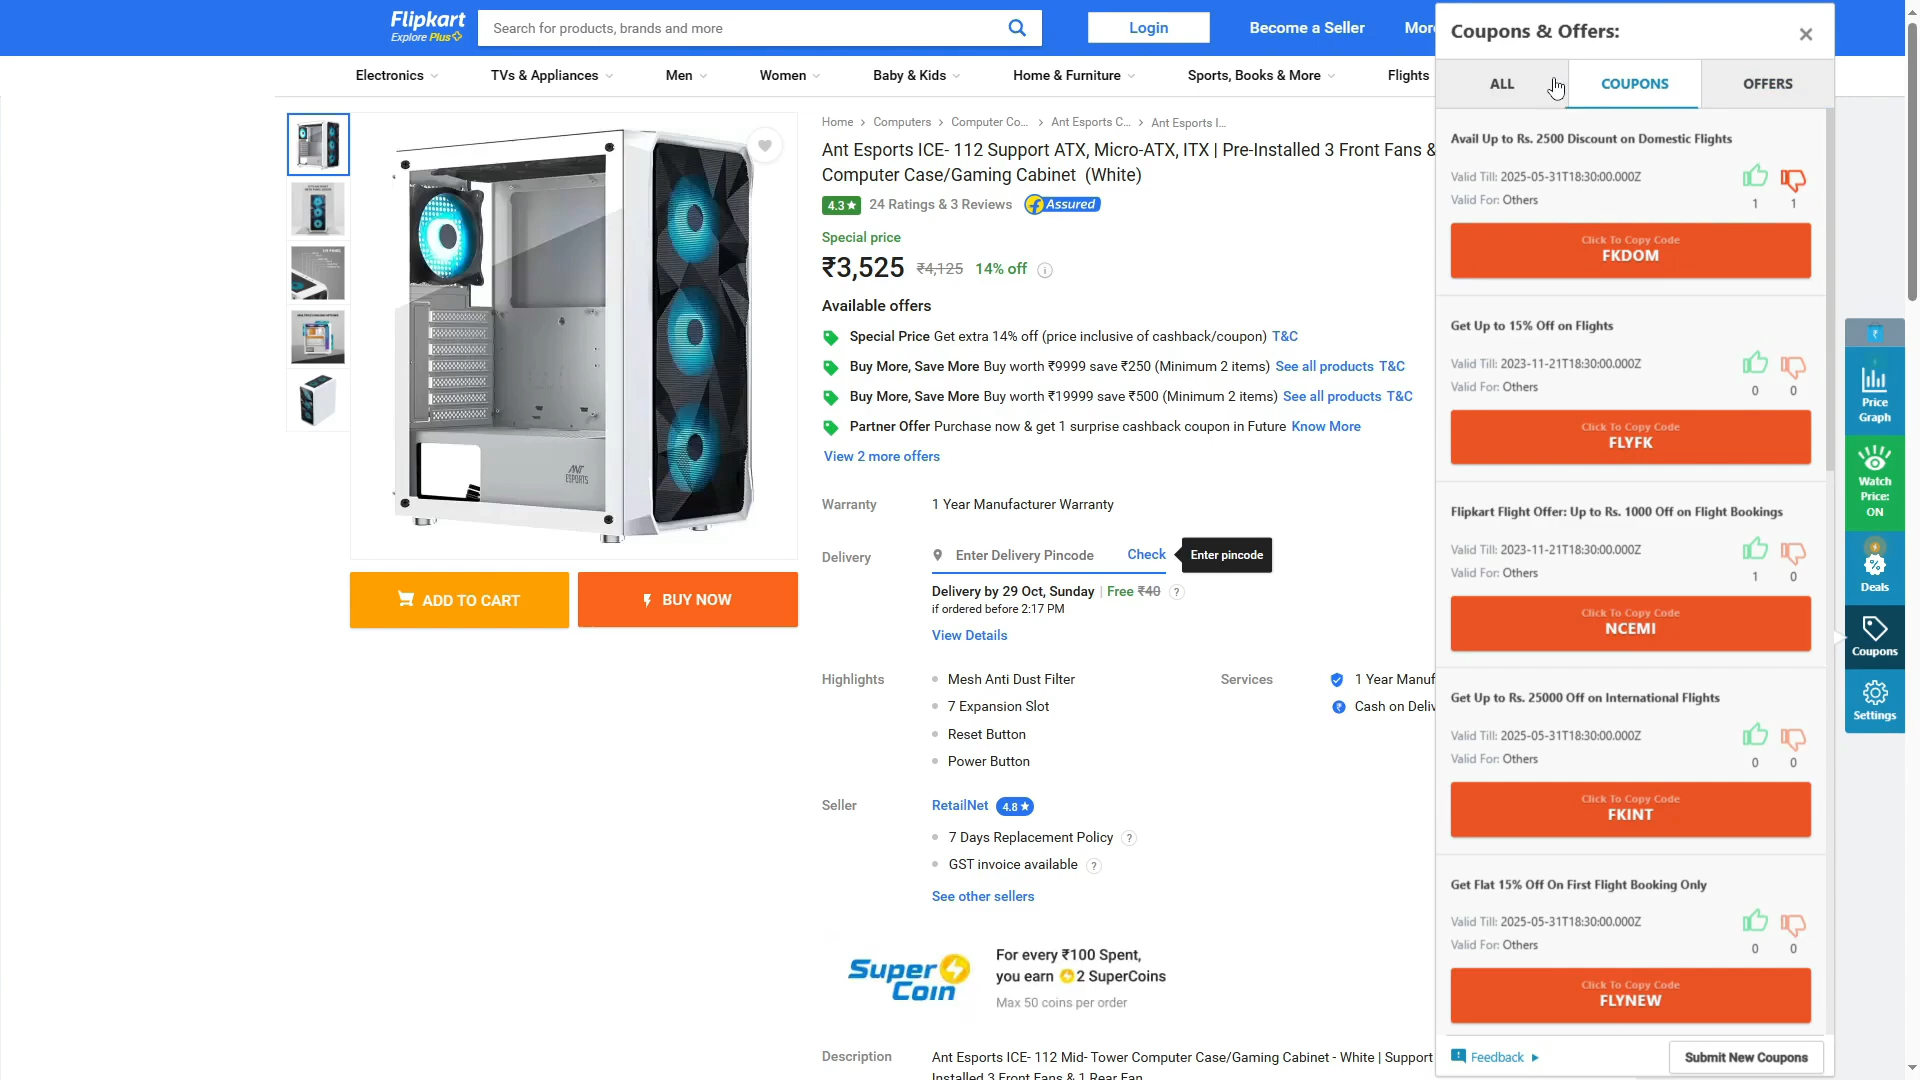 Flipkart
Explore Plus
Search for products, brands and more
Login
Become a Seller
Mor
Electronics
TVs & Appliances
Men
Women
Baby & Kids
Home & Furniture
Sports, Books & More
Flights
Home
Computers
Computer Co...
Ant Esports C...
Ant Esports I...
Ant Esports ICE- 112 Support ATX, Micro-ATX, ITX | Pre-Installed 3 Front Fans &
Computer Case/Gaming Cabinet (White)
4.3★
24 Ratings & 3 Reviews
Assured
Special price
₹3,525 ₹4,125 14% off
Available offers
Special Price Get extra 14% off (price inclusive of cashback/coupon) T&C
Buy More, Save More Buy worth ₹9999 save ₹250 (Minimum 2 items) See all products T&C
Buy More, Save More Buy worth ₹19999 save ₹500 (Minimum 2 items) See all products T&C
Partner Offer Purchase now & get 1 surprise cashback coupon in Future Know More
View 2 more offers
ANT
ESPORTS
ADD TO CART
BUY NOW
Warranty
1 Year Manufacturer Warranty
Delivery
Enter Delivery Pincode
Check
Enter pincode
Delivery by 29 Oct, Sunday | Free ₹40 ?
if ordered before 2:17 PM
View Details
Highlights
Mesh Anti Dust Filter
7 Expansion Slot
Reset Button
Power Button
Services
1 Year Manuf
Cash on Deliv
Seller
RetailNet
4.8★
7 Days Replacement Policy ?
GST invoice available ?
See other sellers
Super
Coin
For every ₹100 Spent,
you earn 2 SuperCoins
Max 50 coins per order
Description
Ant Esports ICE- 112 Mid- Tower Computer Case/Gaming Cabinet - White | Support
Installed 3 Front Fans & 1 Rear Fan
Coupons & Offers:
ALL
COUPONS
OFFERS
Avail Up to Rs. 2500 Discount on Domestic Flights
Valid Till: 2025-05-31T18:30:00.000Z
Valid For: Others
1 1
Click To Copy Code
FKDOM
Get Up to 15% Off on Flights
Valid Till: 2023-11-21T18:30:00.000Z
Valid For: Others
0 0
Click To Copy Code
FLYFK
Flipkart Flight Offer: Up to Rs. 1000 Off on Flight Bookings
Valid Till: 2023-11-21T18:30:00.000Z
Valid For: Others
1 0
Click To Copy Code
NCEMI
Get Up to Rs. 25000 Off on International Flights
Valid Till: 2025-05-31T18:30:00.000Z
Valid For: Others
0 0
Click To Copy Code
FKINT
Get Flat 15% Off On First Flight Booking Only
Valid Till: 2025-05-31T18:30:00.000Z
Valid For: Others
0 0
Click To Copy Code
FLYNEW
Feedback
Submit New Coupons
Price
Graph
Watch
Price:
ON
Deals
Coupons
Settings